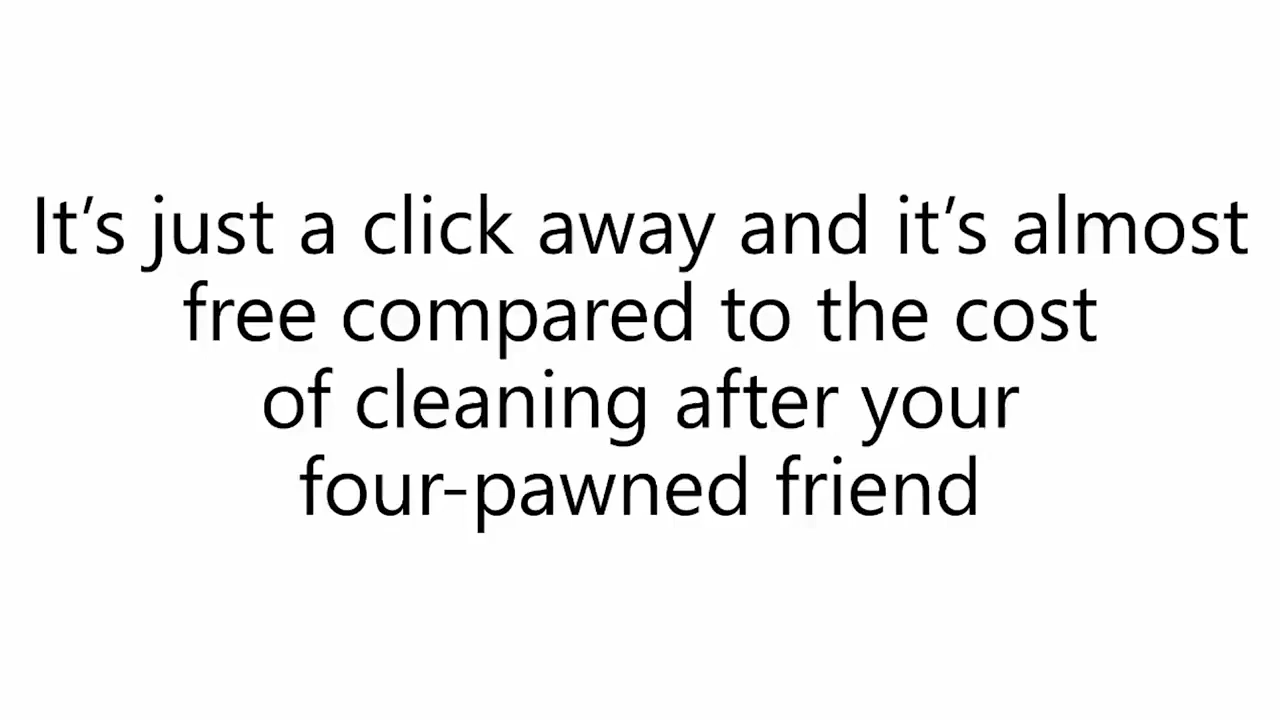 It’s just a click away and it’s almost
free compared to the cost
of cleaning after your
four-pawned friend